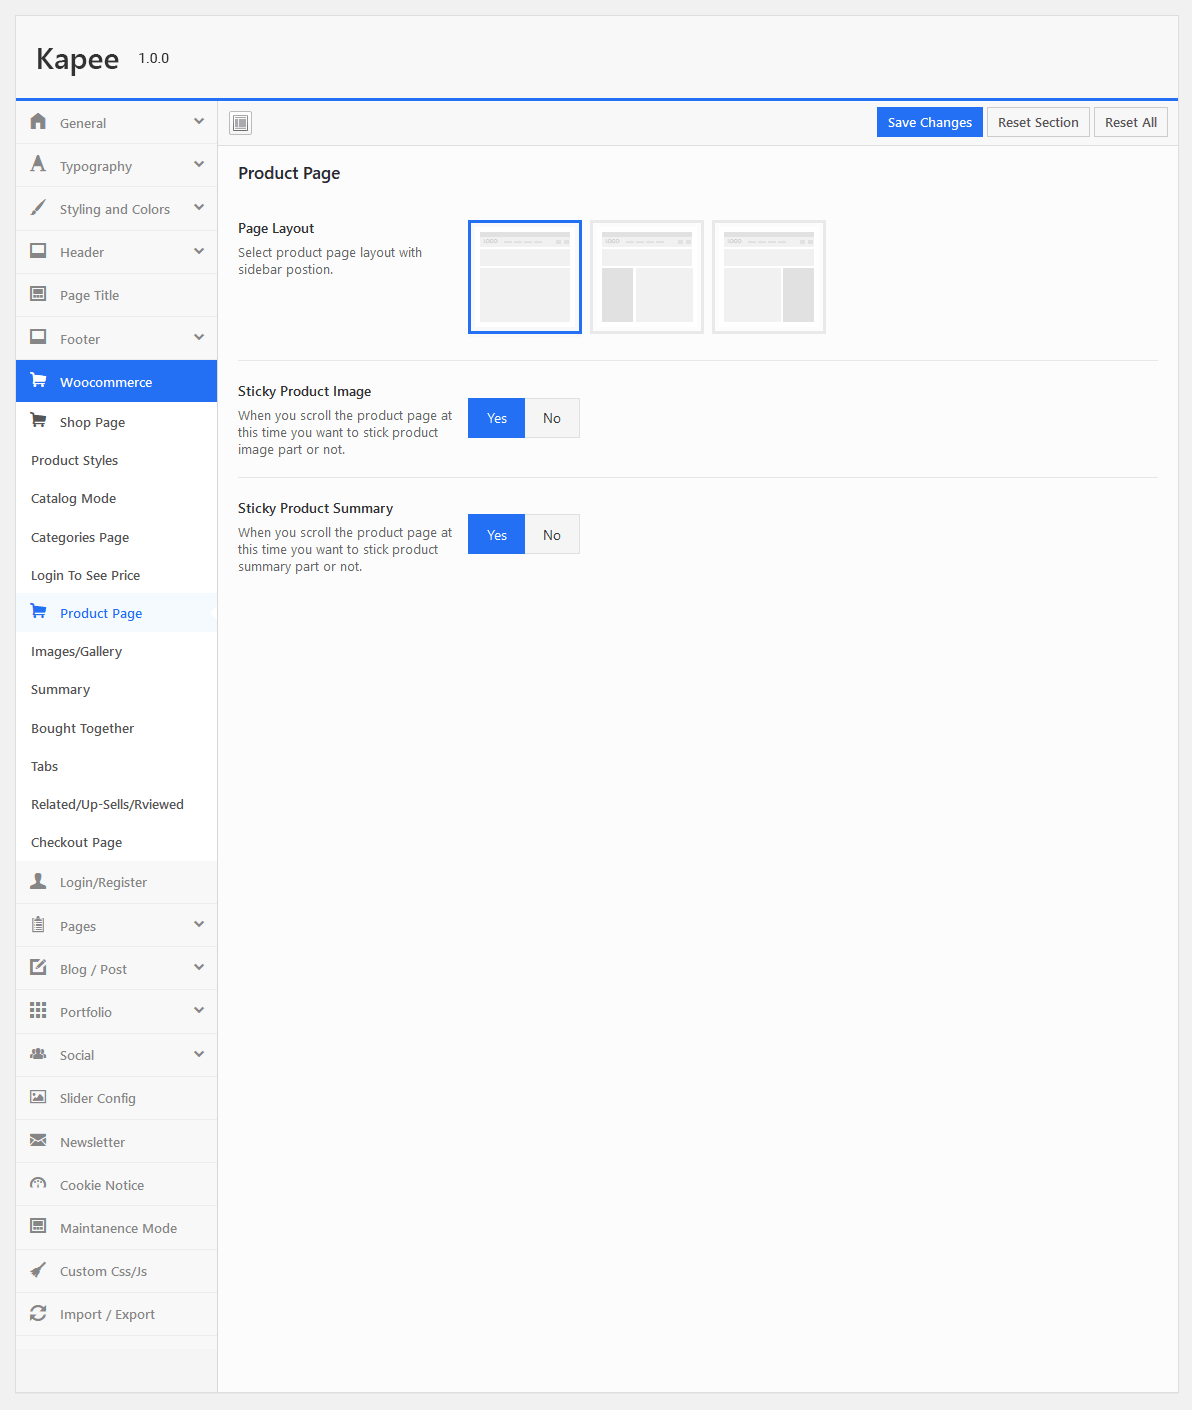 Kapee 1.0.0
General
Typography
Styling and Colors
Header
Page Title
Footer
Woocommerce
Shop Page
Product Styles
Catalog Mode
Categories Page
Login To See Price
Product Page
Images/Gallery
Summary
Bought Together
Tabs
Related/Up-Sells/Rviewed
Checkout Page
Login/Register
Pages
Blog / Post
Portfolio
Social
Slider Config
Newsletter
Cookie Notice
Maintanence Mode
Custom Css/Js
Import / Export
Save Changes Reset Section Reset All
Product Page
Page Layout
Select product page layout with
sidebar postion.
LOGO LOGO LOGO
Sticky Product Image
When you scroll the product page at
this time you want to stick product
image part or not.
Yes No
Sticky Product Summary
When you scroll the product page at
this time you want to stick product
summary part or not.
Yes No